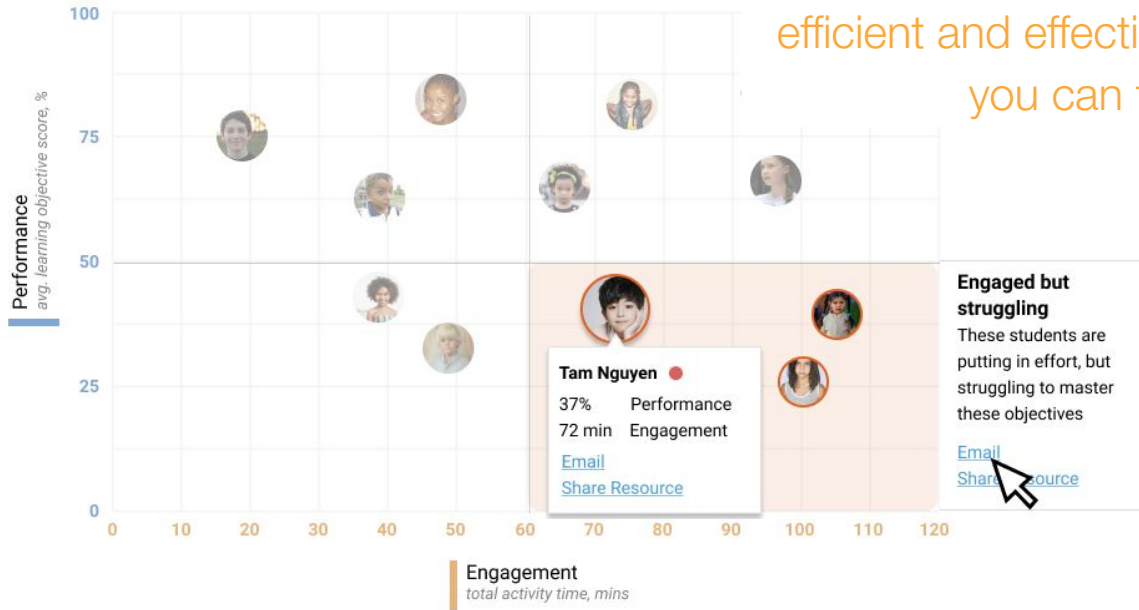 efficient and effecti
you can
100
75
50
25
0
Performance
avg. learning objective score, %
0 10 20 30 40 50 60 70 80 90 100 110 120
Engagement
total activity time, mins
Tam Nguyen
37% Performance
72 min Engagement
Email
Share Resource
Engaged but
struggling
These students are
putting in effort, but
struggling to master
these objectives
Email
Share Resource